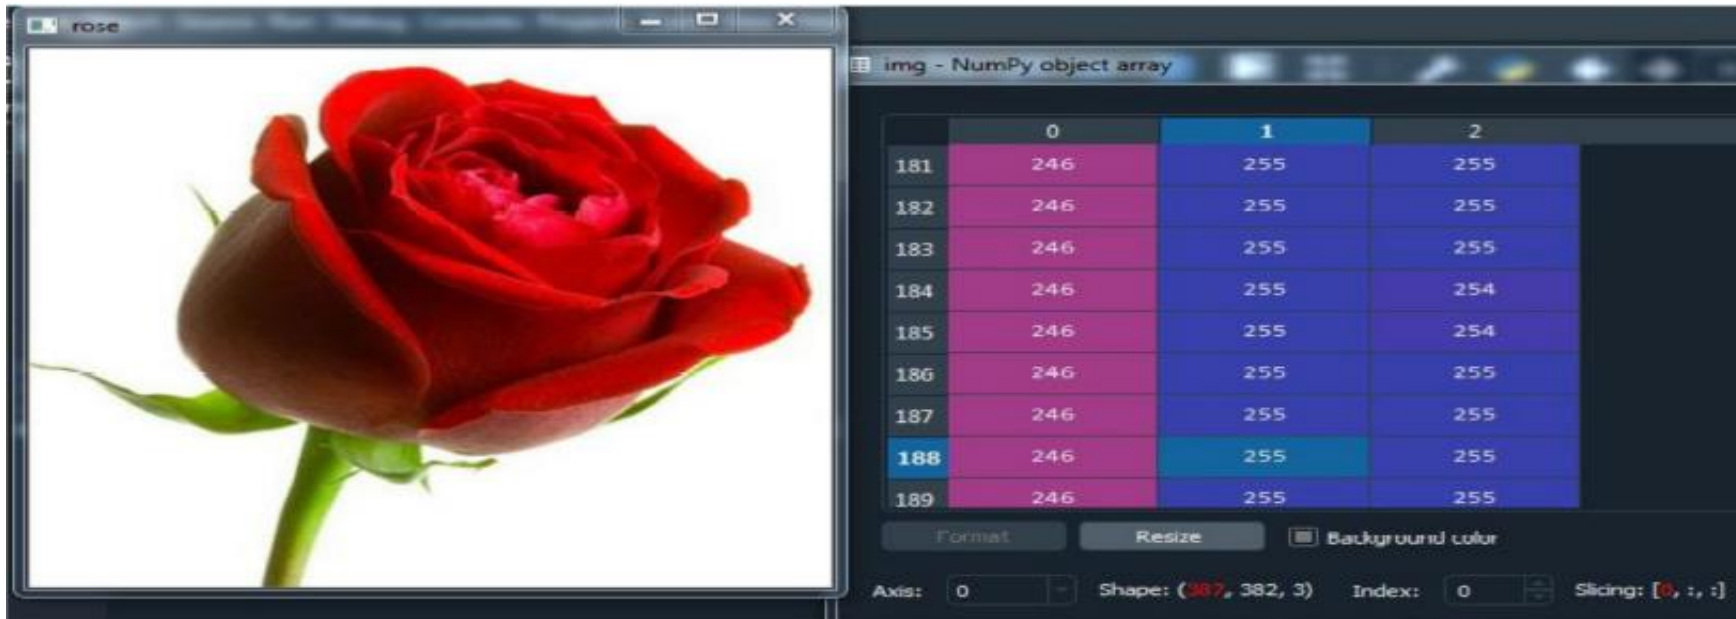 rose
img - NumPy object array
0 1 2
181 246 255 255
182 246 255 255
183 246 255 255
184 246 255 254
185 246 255 254
186 246 255 255
187 246 255 255
188 246 255 255
189 246 255 255
Format Resize Background color
Axis: 0 Shape: (387, 382, 3) Index: 0 Slicing: [0, :, :]